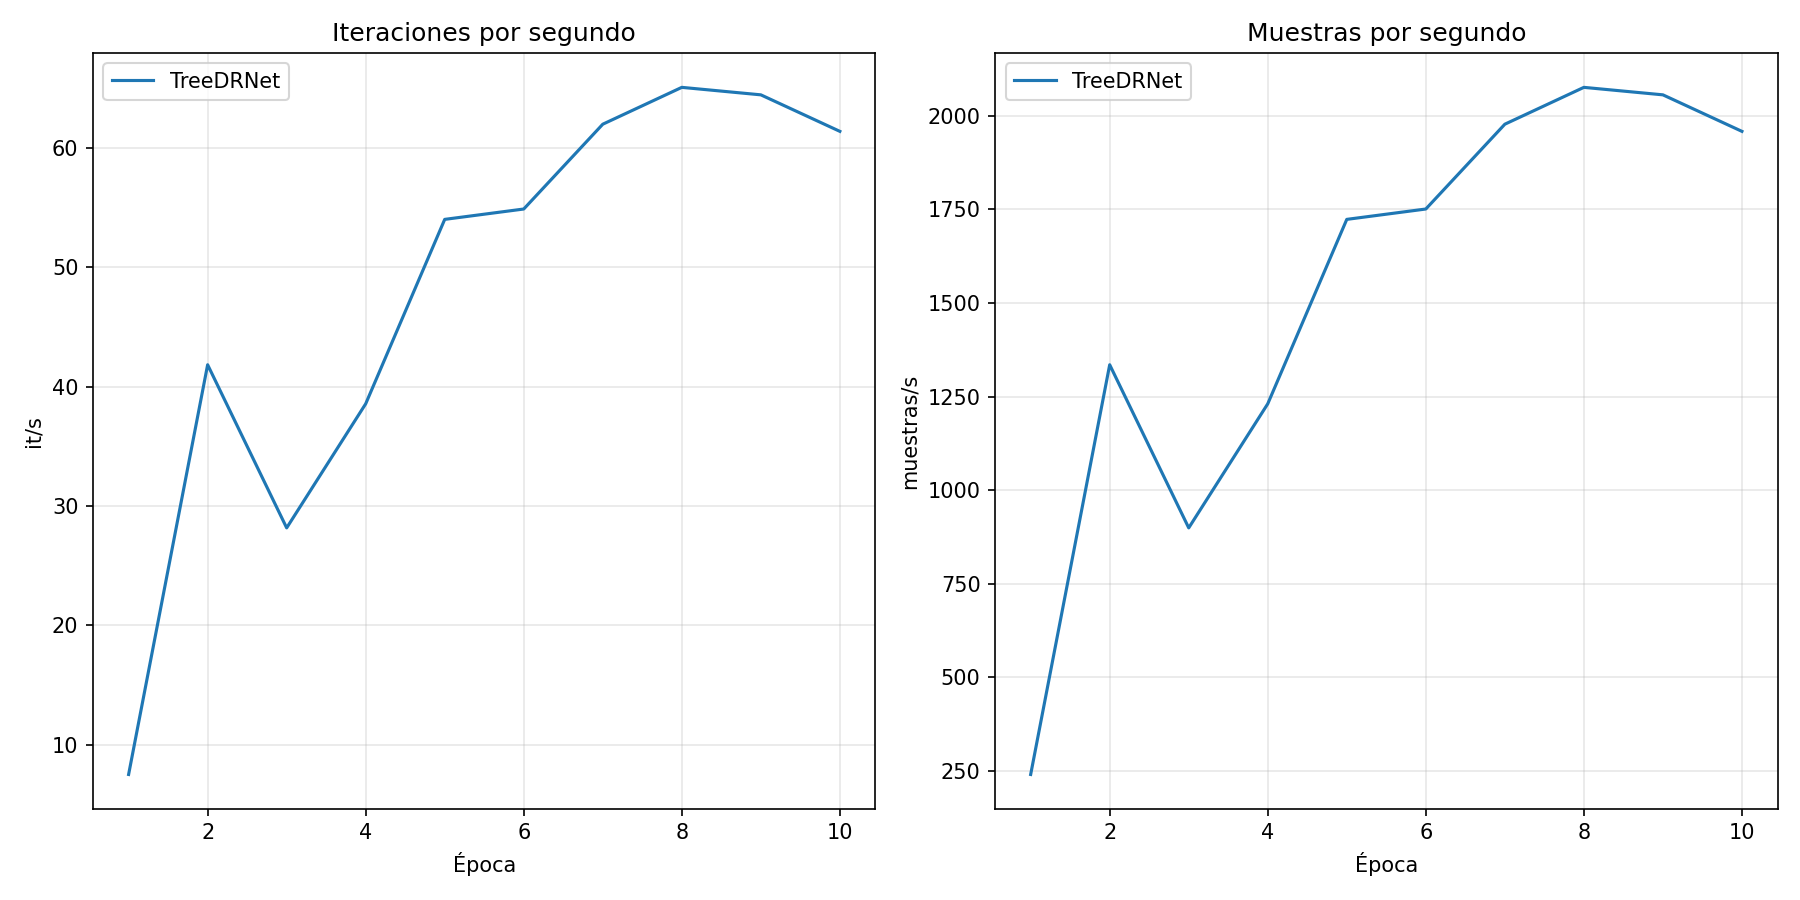 Iteraciones por segundo
TreeDRNet
60
50
40
30
20
10
it/s
2 4 6 8 10
Época
Muestras por segundo
TreeDRNet
2000
1750
1500
1250
1000
750
500
250
muestras/s
2 4 6 8 10
Época